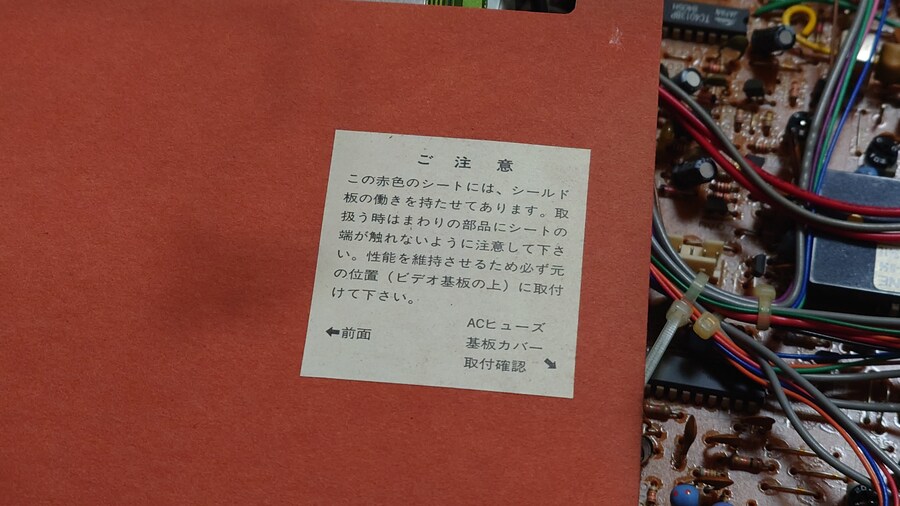 ご注意
この赤色のシートには、シールド
板の働きを持たせてあります。取
扱う時はまわりの部品にシートの
端が触れないように注意して下さ
い。性能を維持させるため必ず元
の位置（ビデオ基板の上）に取付
けて下さい。
⬅前面
ACヒューズ
基板カバー
取付確認⬊
JAPAN